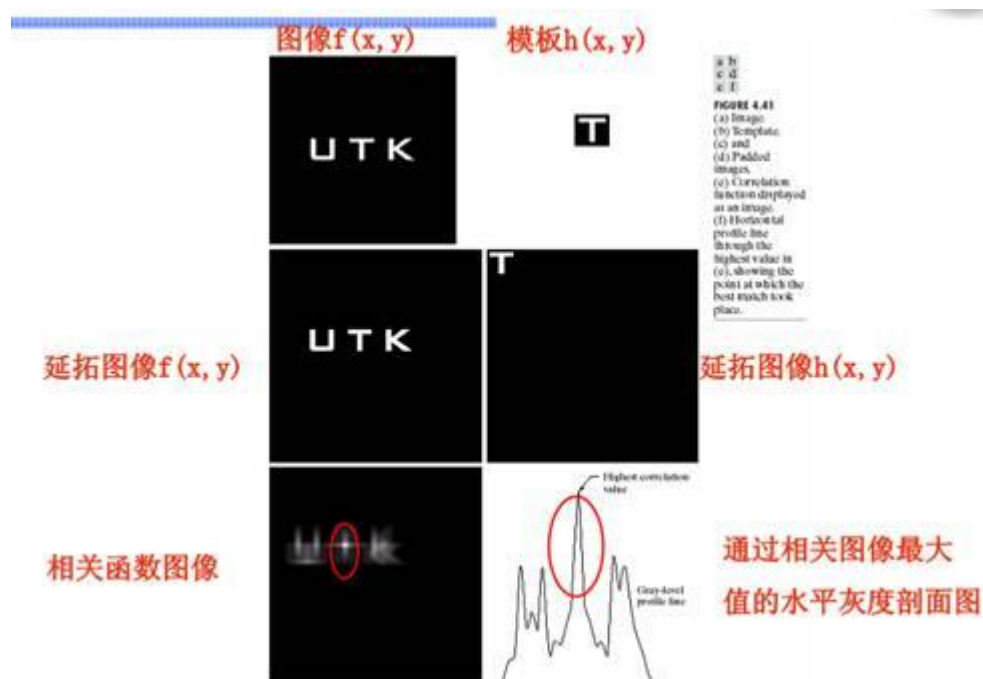 图像f(x,y)
模板h(x,y)
UTK
T
a b
c d
e f
FIGURE 4.41
(a) Image.
(b) Template.
(c) and
(d) Padded
images.
(e) Correlation
function displayed
as an image.
(f) Horizontal
profile line
through the
highest value in
(e), showing the
point at which the
best match took
place.
UTK
T
延拓图像f(x,y)
延拓图像h(x,y)
相关函数图像
Highest correlation
value
Gray-level
profile line
通过相关图像最大
值的水平灰度剖面图